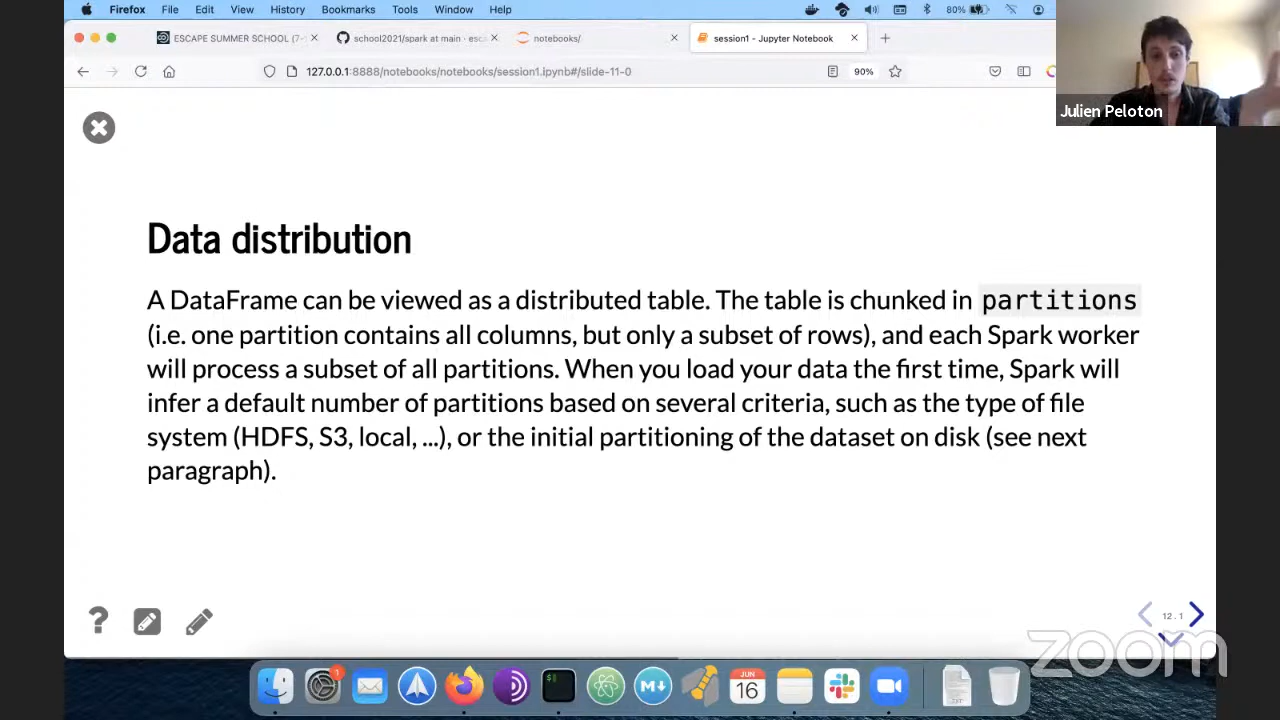 Firefox File Edit View History Bookmarks Tools Window Help 80%
ESCAPE SUMMER SCHOOL (7- school2021/spark at main · esca notebooks/ session1 - Jupyter Notebook
127.0.0.1:8888/notebooks/notebooks/session1.ipynb#/slide-11-0 90%
Julien Peloton
Data distribution
A DataFrame can be viewed as a distributed table. The table is chunked in partitions
(i.e. one partition contains all columns, but only a subset of rows), and each Spark worker
will process a subset of all partitions. When you load your data the first time, Spark will
infer a default number of partitions based on several criteria, such as the type of file
system (HDFS, S3, local, ...), or the initial partitioning of the dataset on disk (see next
paragraph).
?
12.1
zoom
1
$
M
JUN
16
TXT